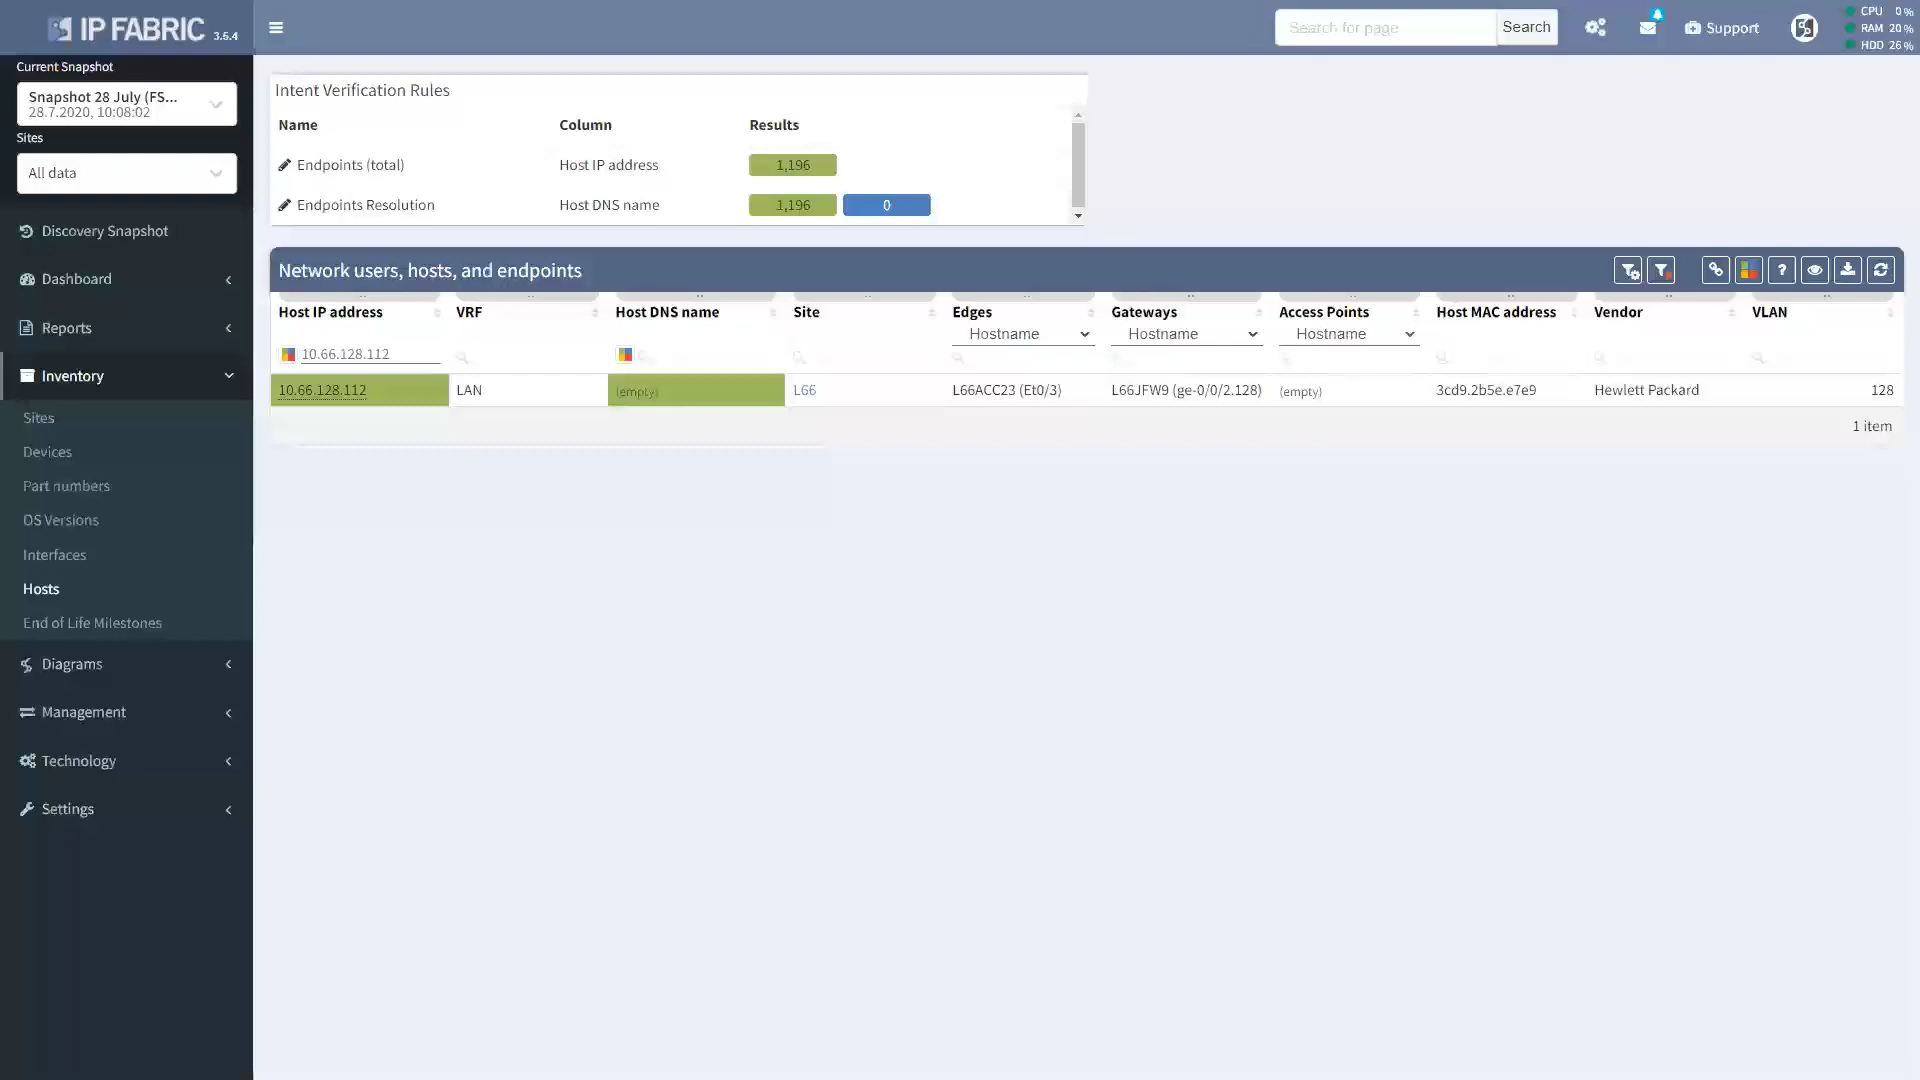 IP FABRIC 3.5.4
Search for page
Search
Support
CPU 0 %
RAM 20 %
HDD 26 %
Current Snapshot
Snapshot 28 July (FS...
28.7.2020, 10:08:02
Sites
All data
Discovery Snapshot
Dashboard
Reports
Inventory
Sites
Devices
Part numbers
OS Versions
Interfaces
Hosts
End of Life Milestones
Diagrams
Management
Technology
Settings
Intent Verification Rules
Name Column Results
Endpoints (total) Host IP address 1,196
Endpoints Resolution Host DNS name 1,196 0
Network users, hosts, and endpoints
?
Host IP address VRF Host DNS name Site Edges Gateways Access Points Host MAC address Vendor VLAN
Hostname Hostname Hostname
10.66.128.112
10.66.128.112 LAN (empty) L66 L66ACC23 (Et0/3) L66JFW9 (ge-0/0/2.128) (empty) 3cd9.2b5e.e7e9 Hewlett Packard 128
1 item